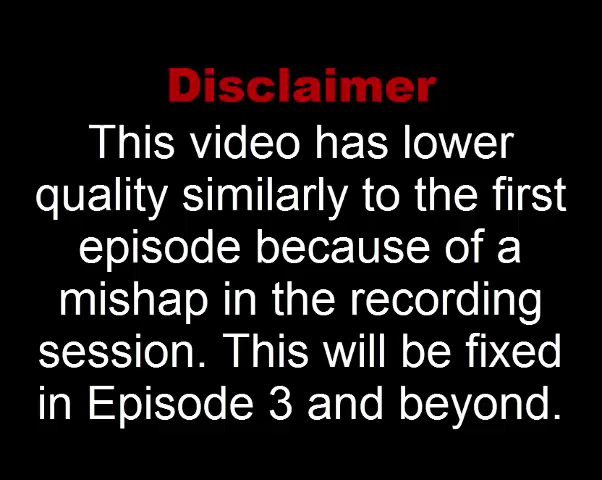 Disclaimer
This video has lower
quality similarly to the first
episode because of a
mishap in the recording
session. This will be fixed
in Episode 3 and beyond.